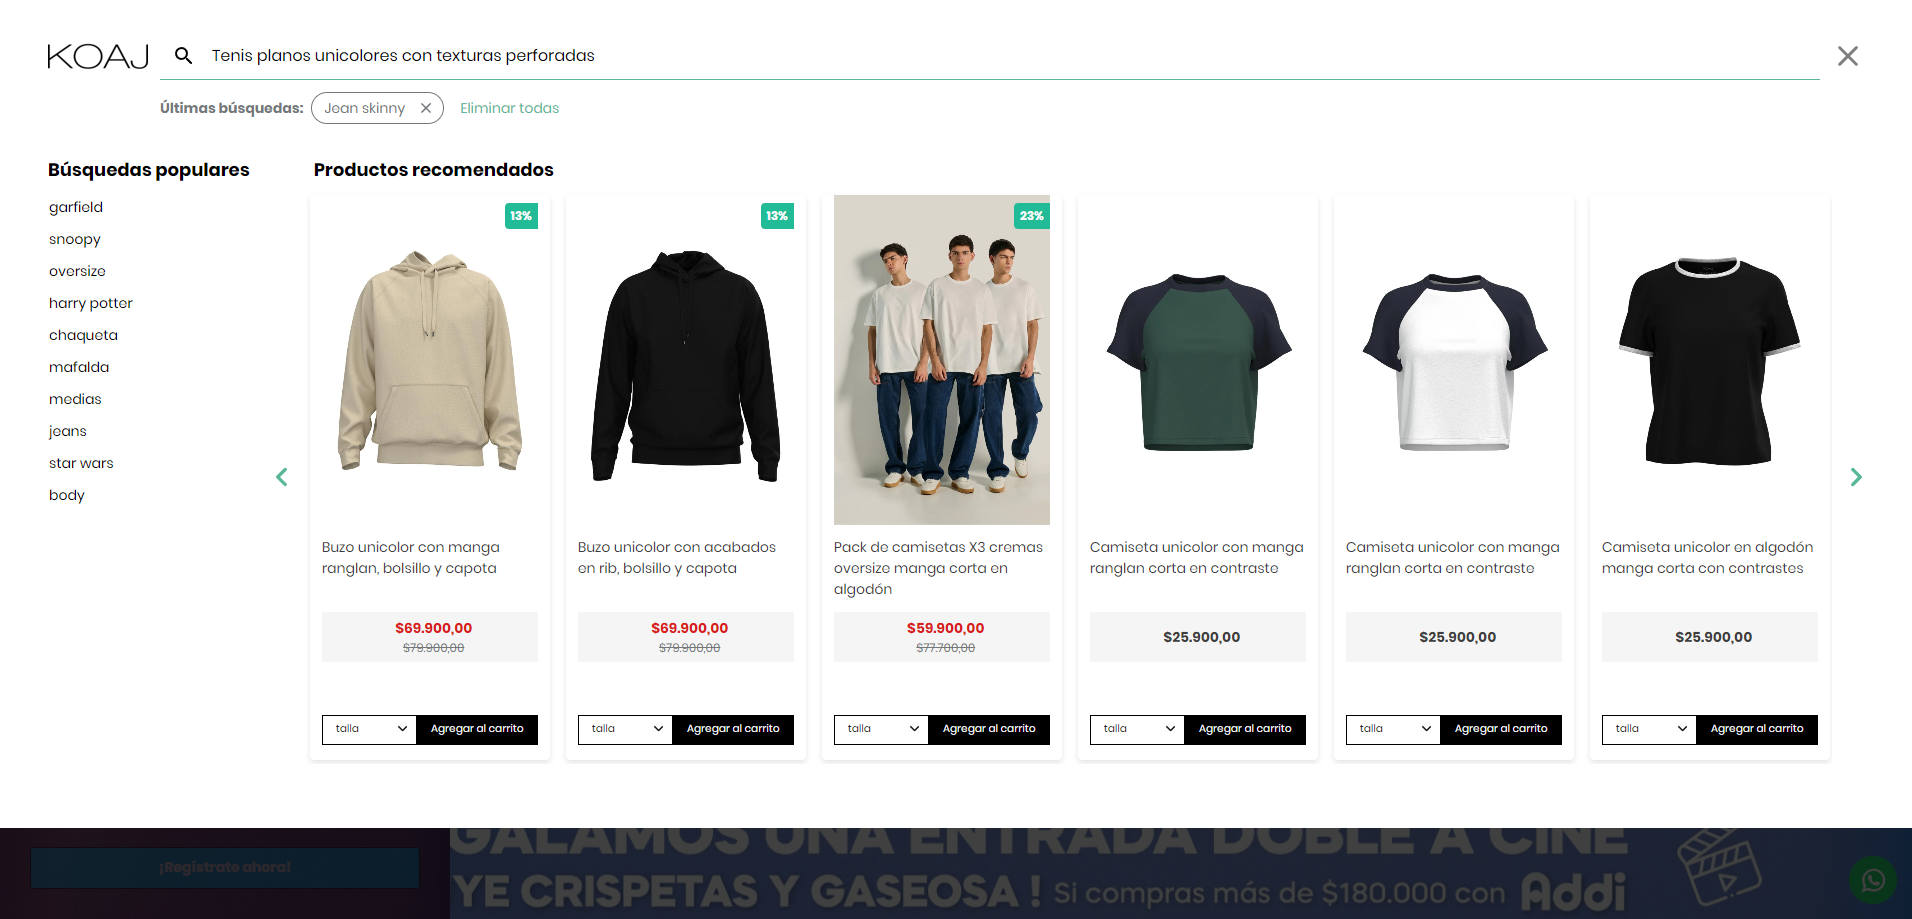 KOAJ
Tenis planos unicolores con texturas perforadas
Últimas búsquedas: Jean skinny Eliminar todas
Búsquedas populares
garfield
snoopy
oversize
harry potter
chaqueta
mafalda
medias
jeans
star wars
body
Productos recomendados
13%
Buzo unicolor con manga
ranglan, bolsillo y capota
$69.900,00
$79.900,00
talla Agregar al carrito
13%
Buzo unicolor con acabados
en rib, bolsillo y capota
$69.900,00
$79.900,00
talla Agregar al carrito
23%
Pack de camisetas X3 cremas
oversize manga corta en
algodón
$59.900,00
$77.700,00
talla Agregar al carrito
Camiseta unicolor con manga
ranglan corta en contraste
$25.900,00
talla Agregar al carrito
Camiseta unicolor con manga
ranglan corta en contraste
$25.900,00
talla Agregar al carrito
Camiseta unicolor en algodón
manga corta con contrastes
$25.900,00
talla Agregar al carrito
¡Regístrate ahora!
GALAMOS UNA ENTRADA DOBLE A CINE
YE CRISPETAS Y GASEOSA ! Si compras más de $180.000 con Addi